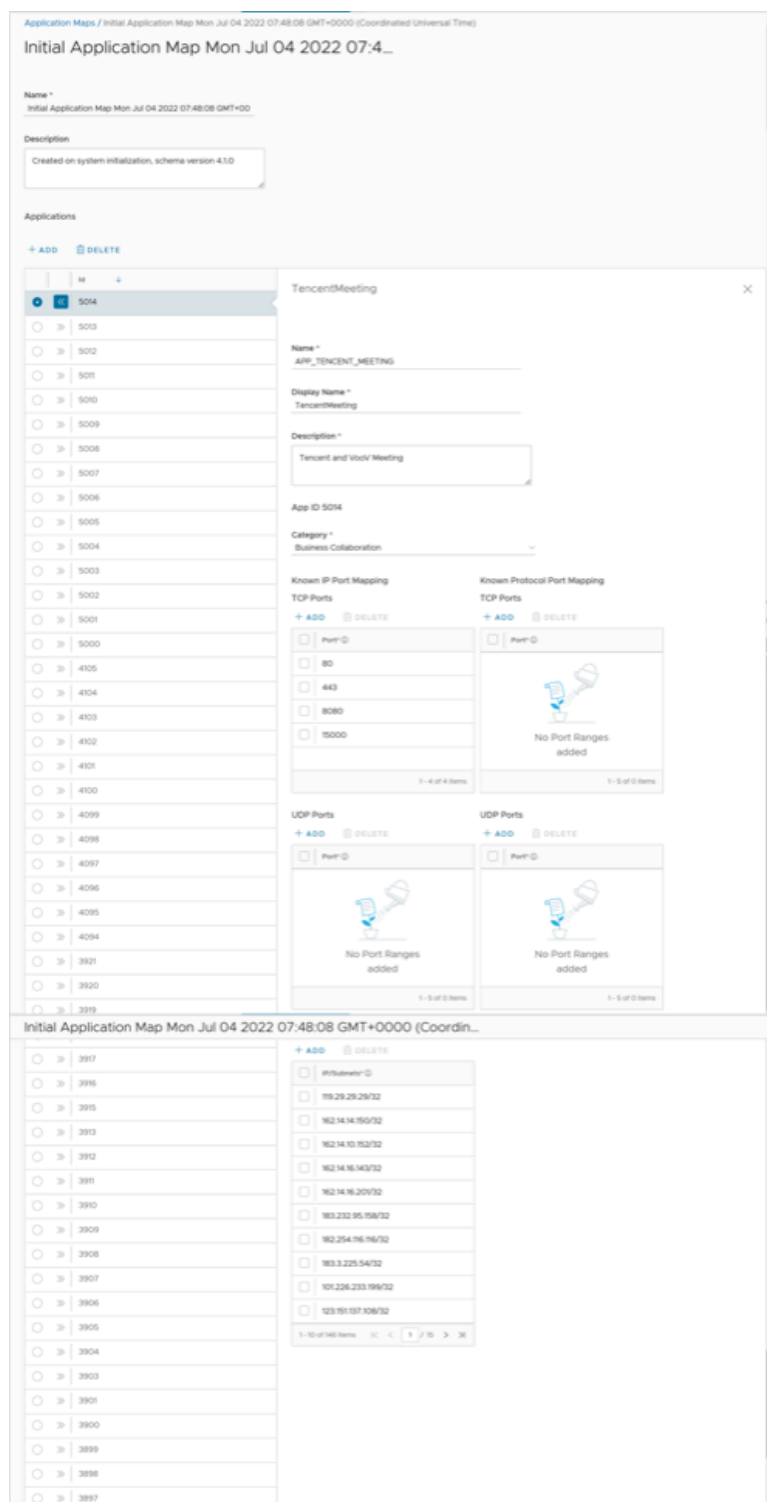 Application Maps / Initial Application Map Mon Jul 04 2022 07:48:08 GMT+0000 (Coordinated Universal Time)
Initial Application Map Mon Jul 04 2022 07:4...
Name *
Initial Application Map Mon Jul 04 2022 07:48:08 GMT+00
Description
Created on system initialization, schema version 4.1.0
Applications
+ ADD DELETE
Id
5014
5013
5012
5011
5010
5009
5008
5007
5006
5005
5004
5003
5002
5001
5000
4105
4104
4103
4102
4101
4100
4099
4098
4097
4096
4095
4094
3921
3920
3919
TencentMeeting
Name *
APP_TENCENT_MEETING
Display Name *
TencentMeeting
Description *
Tencent and VooV Meeting
App ID 5014
Category *
Business Collaboration
Known IP Port Mapping
TCP Ports
+ ADD DELETE
Port*
80
443
8080
15000
1 - 4 of 4 items
Known Protocol Port Mapping
TCP Ports
+ ADD DELETE
Port*
No Port Ranges
added
1 - 5 of 0 items
UDP Ports
+ ADD DELETE
Port*
No Port Ranges
added
1 - 5 of 0 items
UDP Ports
+ ADD DELETE
Port*
No Port Ranges
added
1 - 5 of 0 items
Initial Application Map Mon Jul 04 2022 07:48:08 GMT+0000 (Coordin...
3917
3916
3915
3913
3912
3911
3910
3909
3908
3907
3906
3905
3904
3903
3901
3900
3899
3898
3897
+ ADD DELETE
IP/Subnets*
119.29.29.29/32
162.14.14.150/32
162.14.10.152/32
162.14.16.143/32
162.14.16.201/32
183.232.95.158/32
182.254.116.116/32
183.3.225.54/32
101.226.233.199/32
123.151.137.108/32
1 - 10 of 146 items 1 / 15